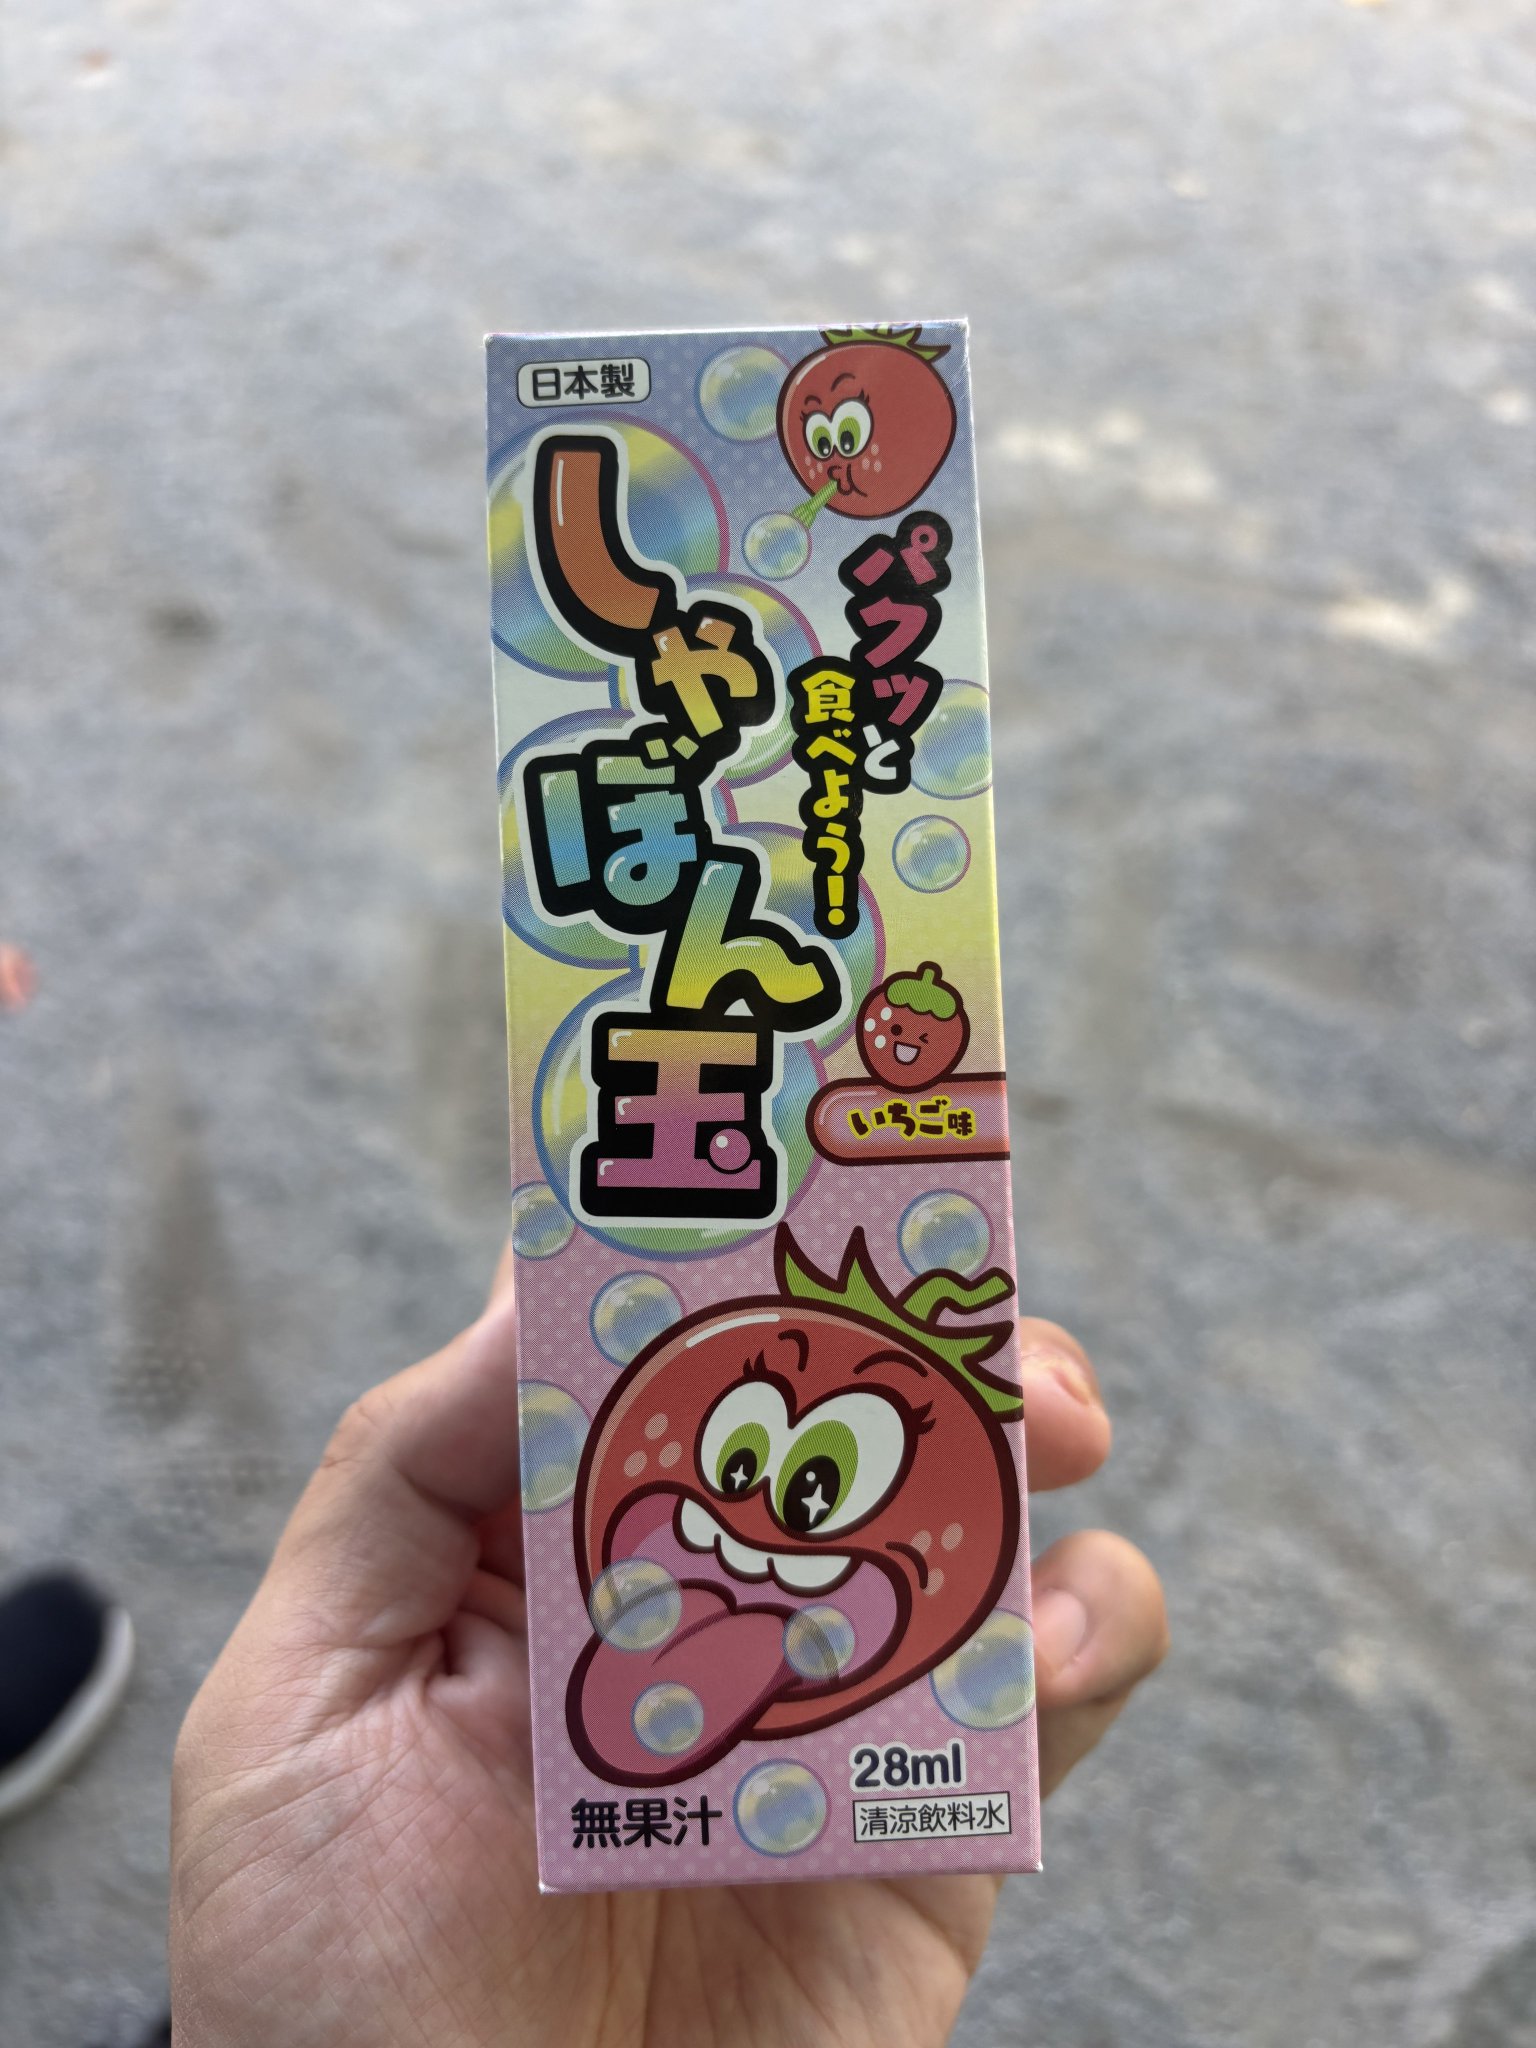 日本製
しゃぼん玉
パクッと
食べよう!
いちご味
28ml
無果汁
清涼飲料水